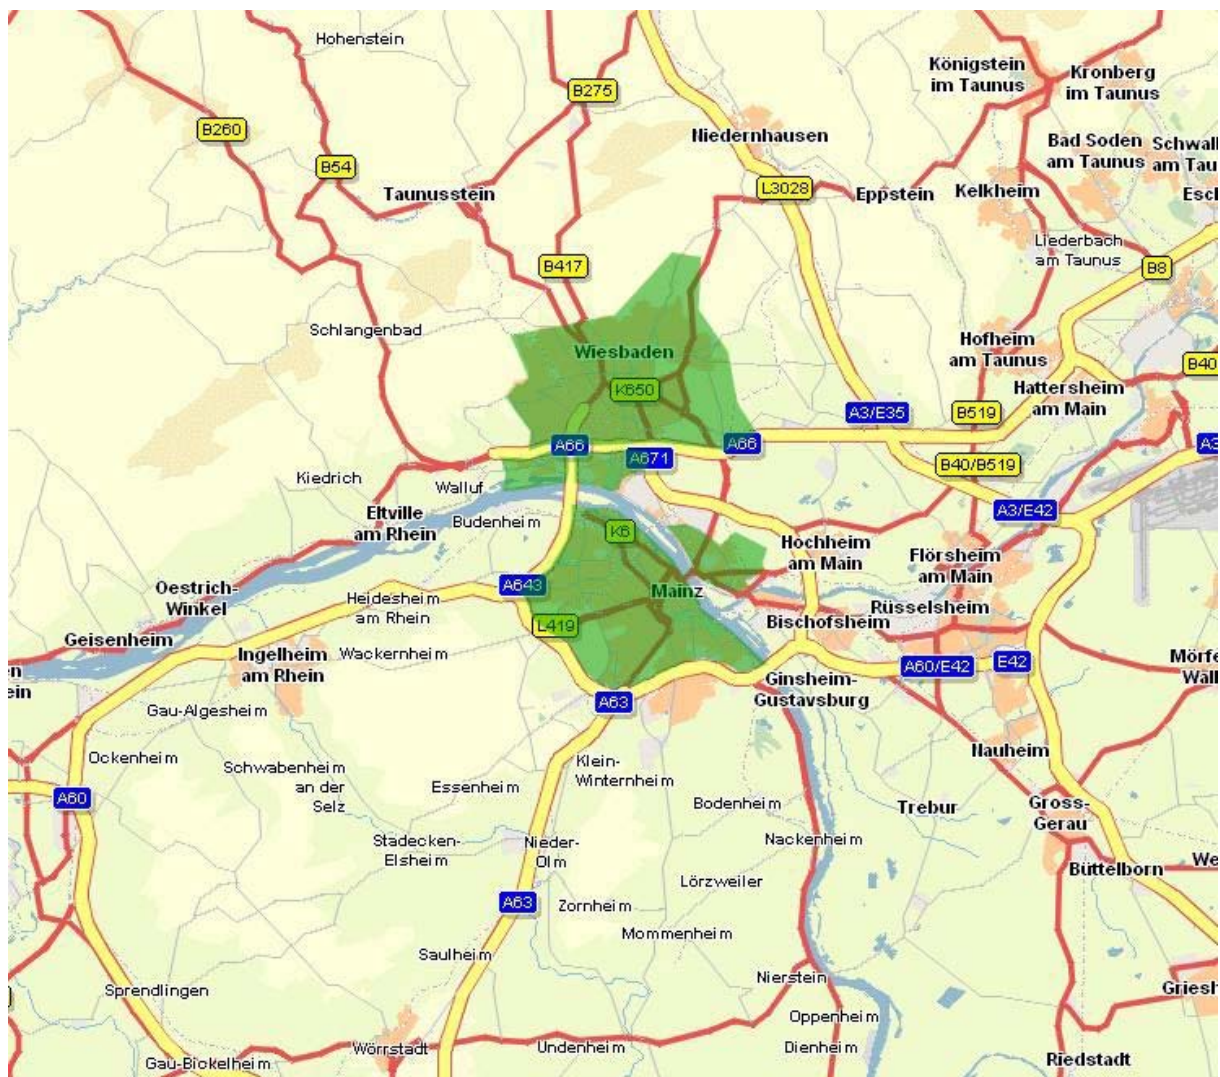 Hohenstein
Königstein
im Taunus
Kronberg
im Taunus
B275
B260
Niedernhausen
Bad Soden
am Taunus
B54
Taunusstein
L3028
Eppstein
Kelkheim
Liederbach
am Taunus
B417
B8
Schlangenbad
Wiesbaden
Hofheim
am Taunus
B40
K650
Hattersheim
am Main
A3/E35
B519
A66
A66
A671
B40/B519
Kiedrich
Walluf
Eltville
am Rhein
Budenheim
A3/E42
K6
Hochheim
am Main
Flörsheim
am Main
Oestrich-
Winkel
A643
Mainz
Heidesheim
am Rhein
Rüsselsheim
Geisenheim
L419
Bischofsheim
Ingelheim
am Rhein
Wackernheim
A60/E42
E42
Ginsheim-
Gustavsburg
A63
Gau-Algesheim
Nauheim
Ockenheim
Klein-
Winternheim
Schwabenheim
an der
Selz
Essenheim
A60
Bodenheim
Trebur
Gross-
Gerau
Stadecken-
Elsheim
Nieder-
Olm
Nackenheim
Büttelborn
Lörzweiler
A63
Zornheim
Mommenheim
Saulheim
Nierstein
Sprendlingen
Oppenheim
Wörrstadt
Undenheim
Dienheim
Gau-Bickelheim
Riedstadt